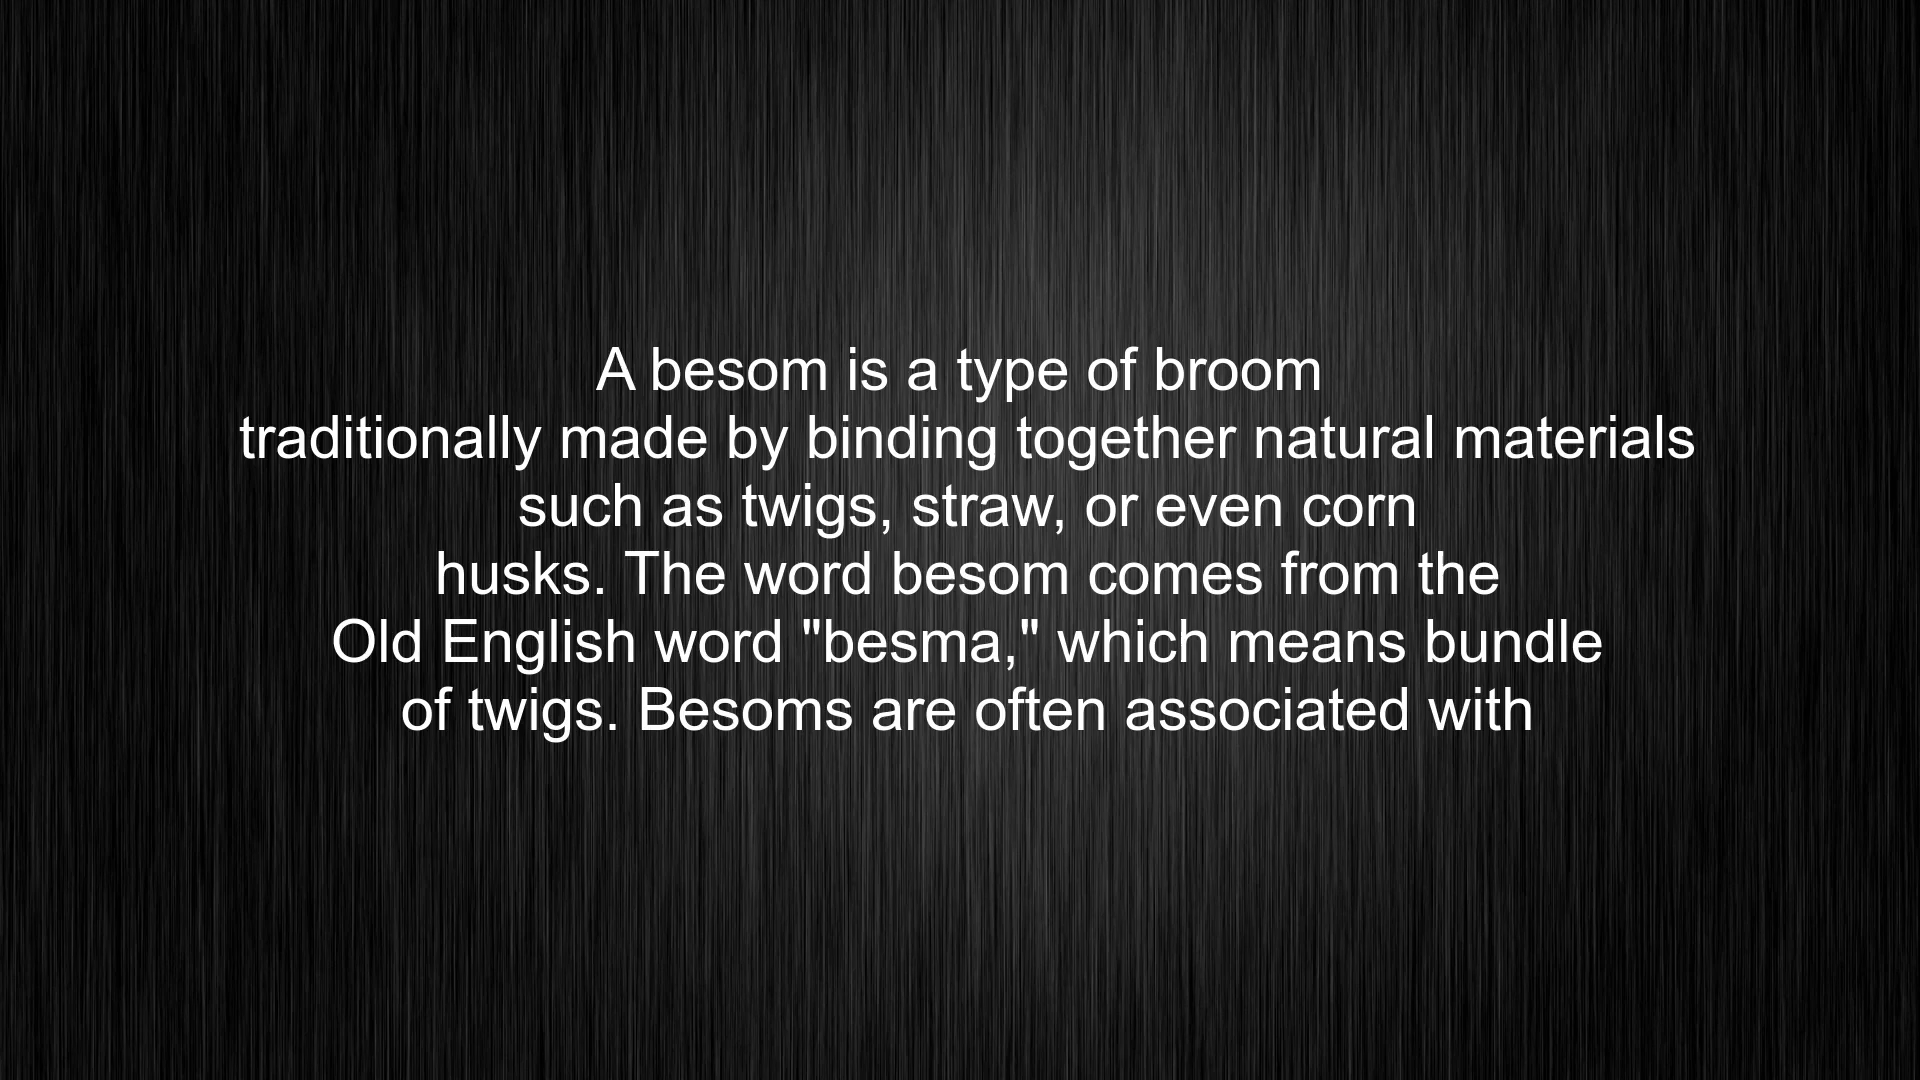 A besom is a type of broom
traditionally made by binding together natural materials
such as twigs, straw, or even corn
husks. The word besom comes from the
Old English word "besma," which means bundle
of twigs. Besoms are often associated with